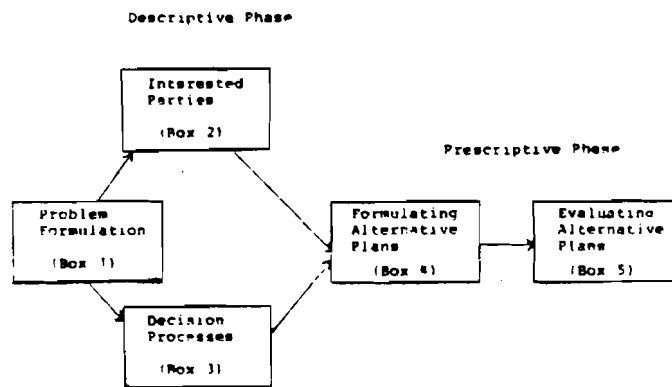 Descriptive Phase
Interested
Parties
(Box 2)
Prescriptive Phase
Problem
Formulation
(Box 1)
Formulating
Alternative
Plans
(Box 4)
Evaluating
Alternative
Plans
(Box 5)
Decision
Processes
(Box 3)